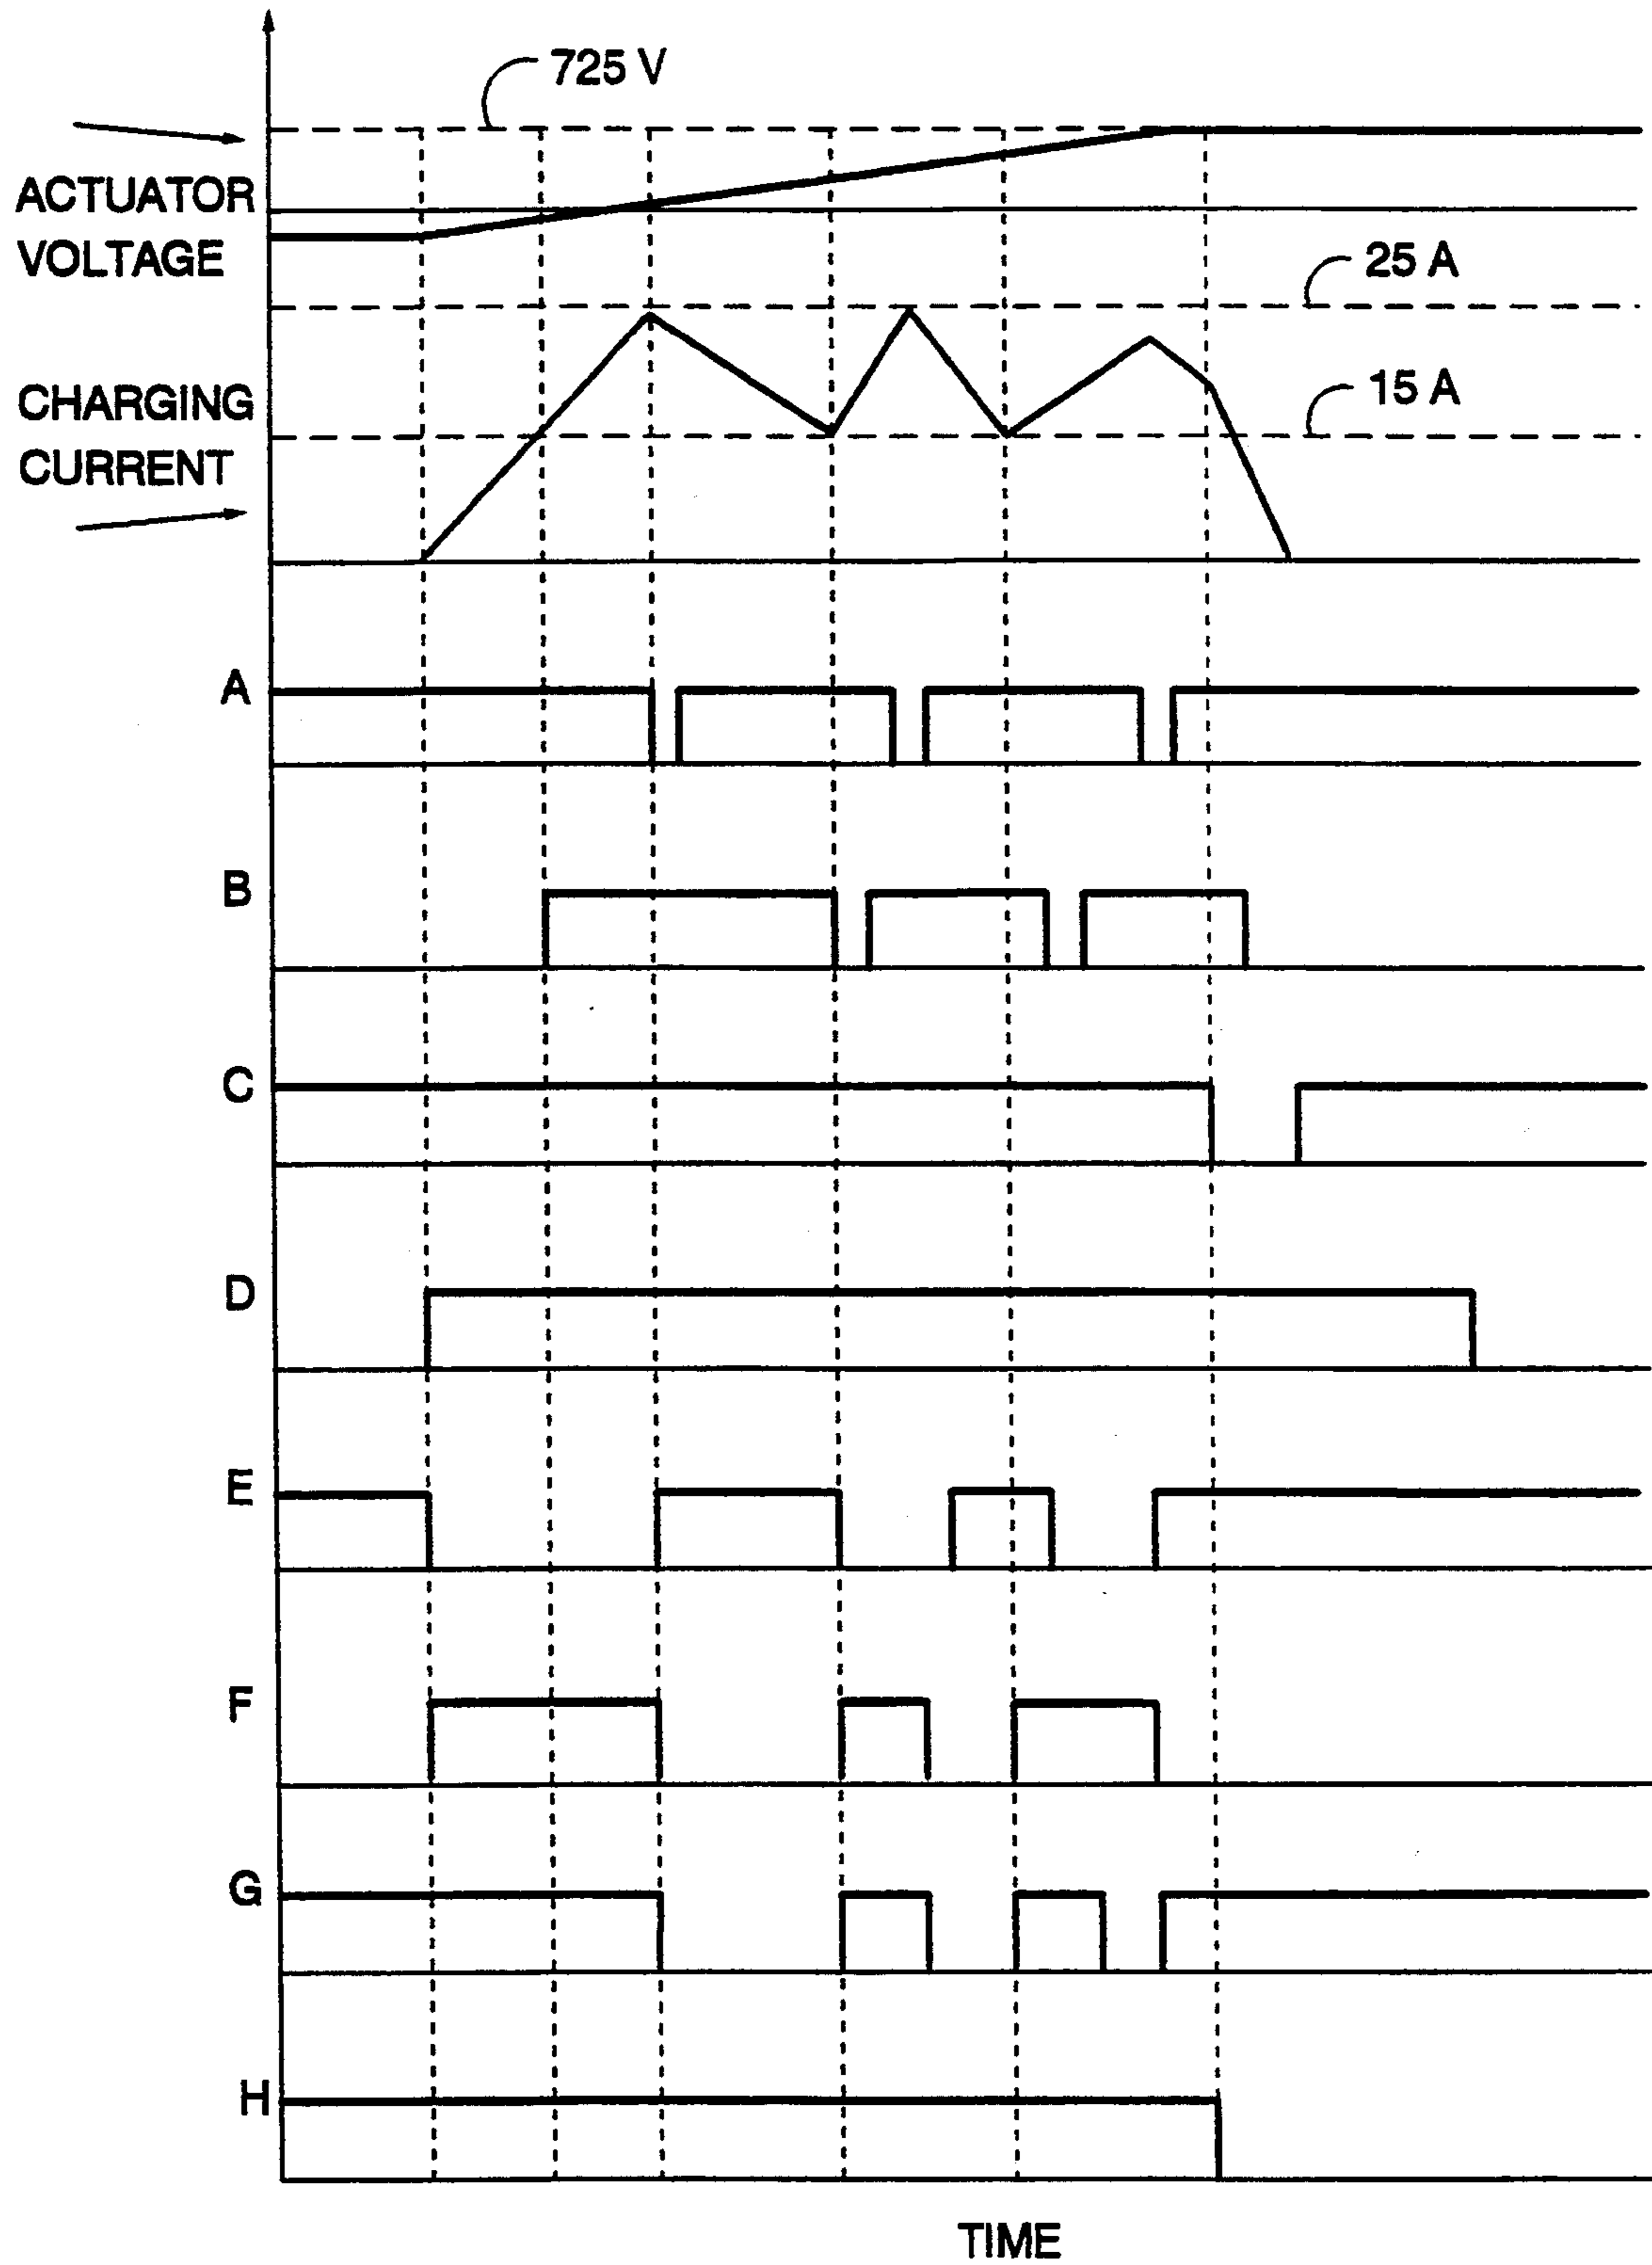 725 V
ACTUATOR
VOLTAGE
25 A
15 A
CHARGING
CURRENT
A
B
C
D
E
F
G
H
TIME